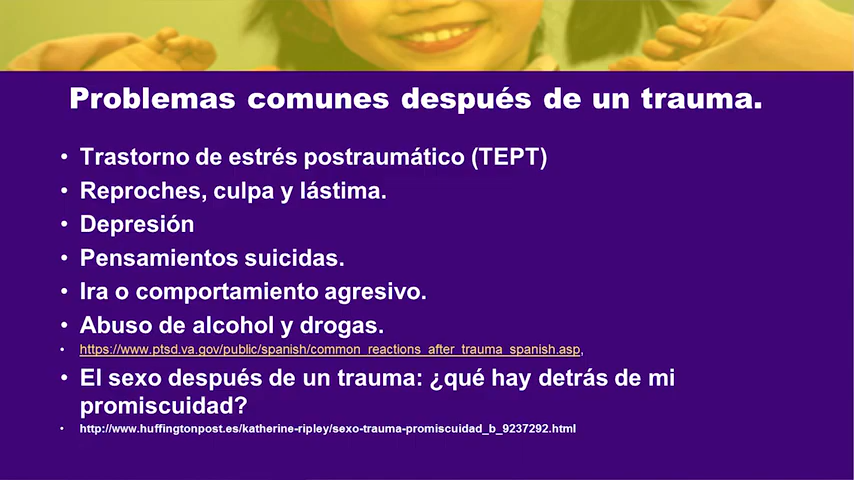 Problemas comunes después de un trauma.
• Trastorno de estrés postraumático (TEPT)
• Reproches, culpa y lástima.
• Depresión
• Pensamientos suicidas.
• Ira o comportamiento agresivo.
• Abuso de alcohol y drogas.
• https://www.ptsd.va.gov/public/spanish/common_reactions_after_trauma_spanish.asp,
• El sexo después de un trauma: ¿qué hay detrás de mi
promiscuidad?
• http://www.huffingtonpost.es/katherine-ripley/sexo-trauma-promiscuidad_b_9237292.html